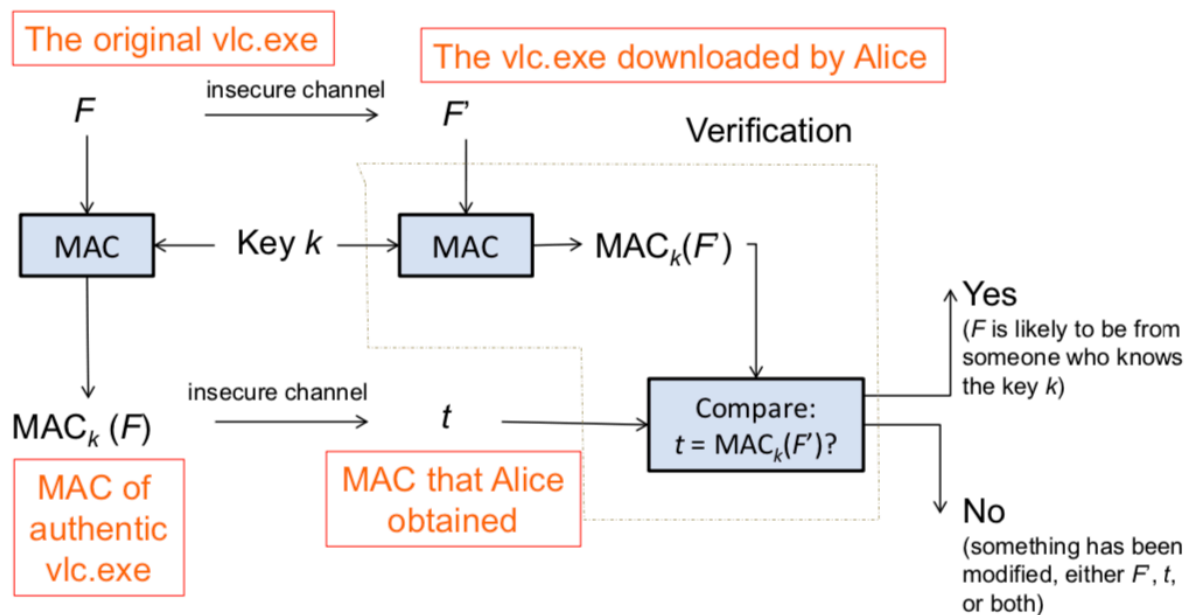 The original vlc.exe
The vlc.exe downloaded by Alice
insecure channel
F
F’
Verification
MAC
Key k
MAC
MACk(F’)
Yes
(F is likely to be from
someone who knows
the key k)
insecure channel
MACk (F)
t
Compare:
t = MACk(F’)?
MAC of
authentic
vlc.exe
MAC that Alice
obtained
No
(something has been
modified, either F’, t,
or both)